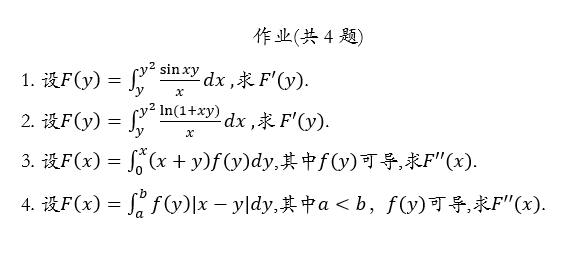 作业(共 4 题)
1. 设F(y) = ∫_y^{y²} \frac{sin xy}{x} dx ,求 F′(y).
2. 设F(y) = ∫_y^{y²} \frac{ln(1+xy)}{x} dx ,求 F′(y).
3. 设F(x) = ∫_0^x (x + y)f(y)dy,其中f(y)可导,求F″(x).
4. 设F(x) = ∫_a^b f(y)|x − y|dy,其中a < b，f(y)可导,求F″(x).